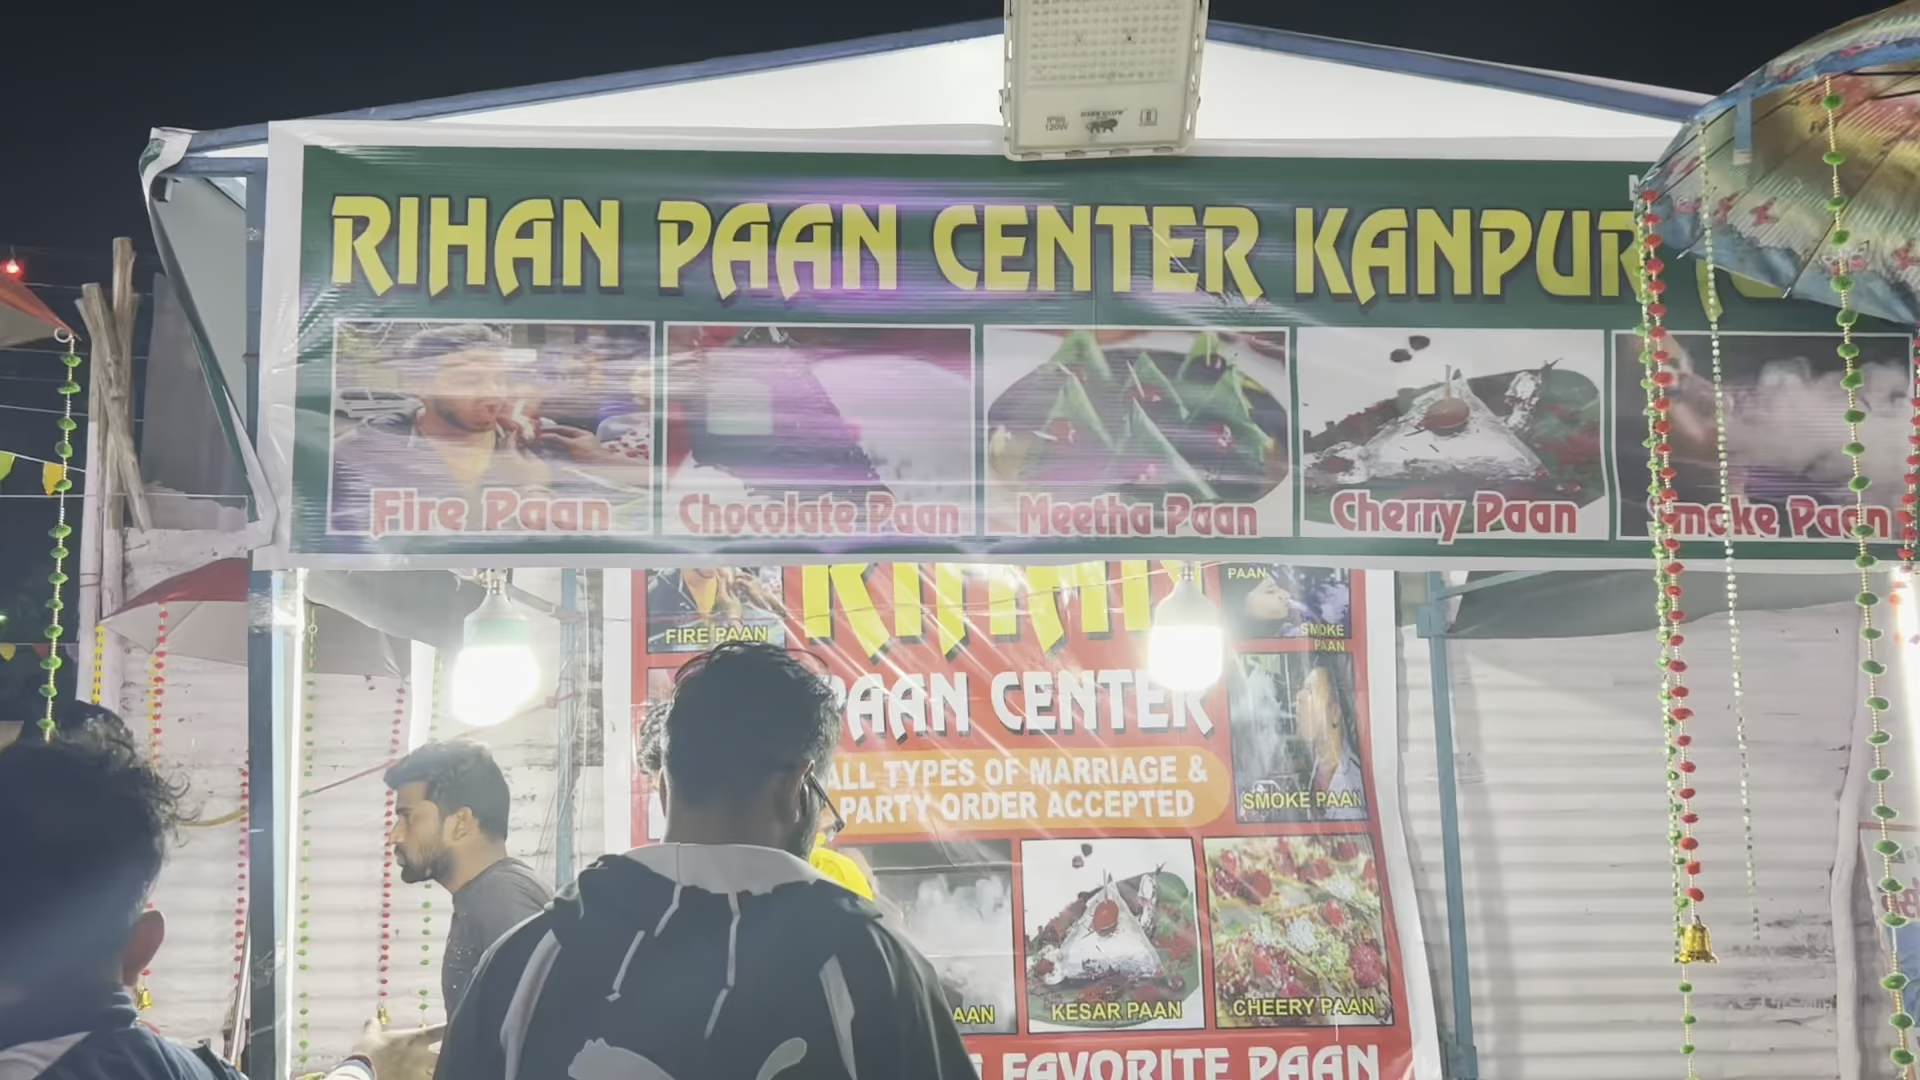 120W
RIHAN PAAN CENTER KANPUR
Fire Paan
Chocolate Paan
Meetha Paan
Cherry Paan
Smoke Paan
FIRE PAAN
PAAN
SMOKE
PAAN
PAAN CENTER
ALL TYPES OF MARRIAGE &
PARTY ORDER ACCEPTED
SMOKE PAAN
KESAR PAAN
CHEERY PAAN
FAVORITE PAAN